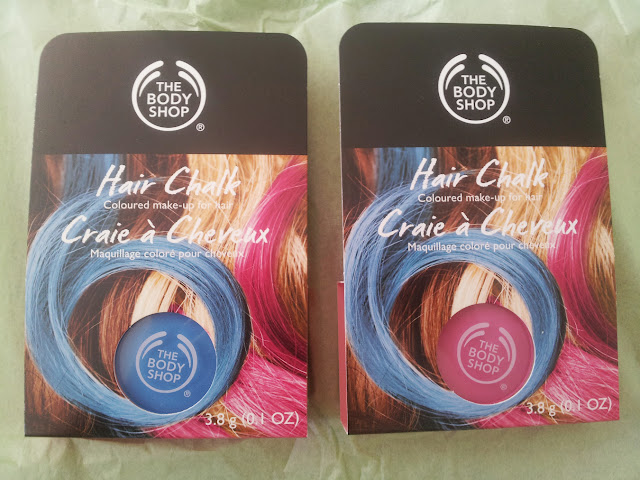 THE
BODY
SHOP
®
Hair Chalk
Coloured make-up for hair
Craie à Cheveux
Maquillage coloré pour cheveux
THE
BODY
SHOP
®
3.8 g (0.1 OZ)
THE
BODY
SHOP
®
Hair Chalk
Coloured make-up for hair
Craie à Cheveux
Maquillage coloré pour cheveux
THE
BODY
SHOP
®
3.8 g (0.1 OZ)